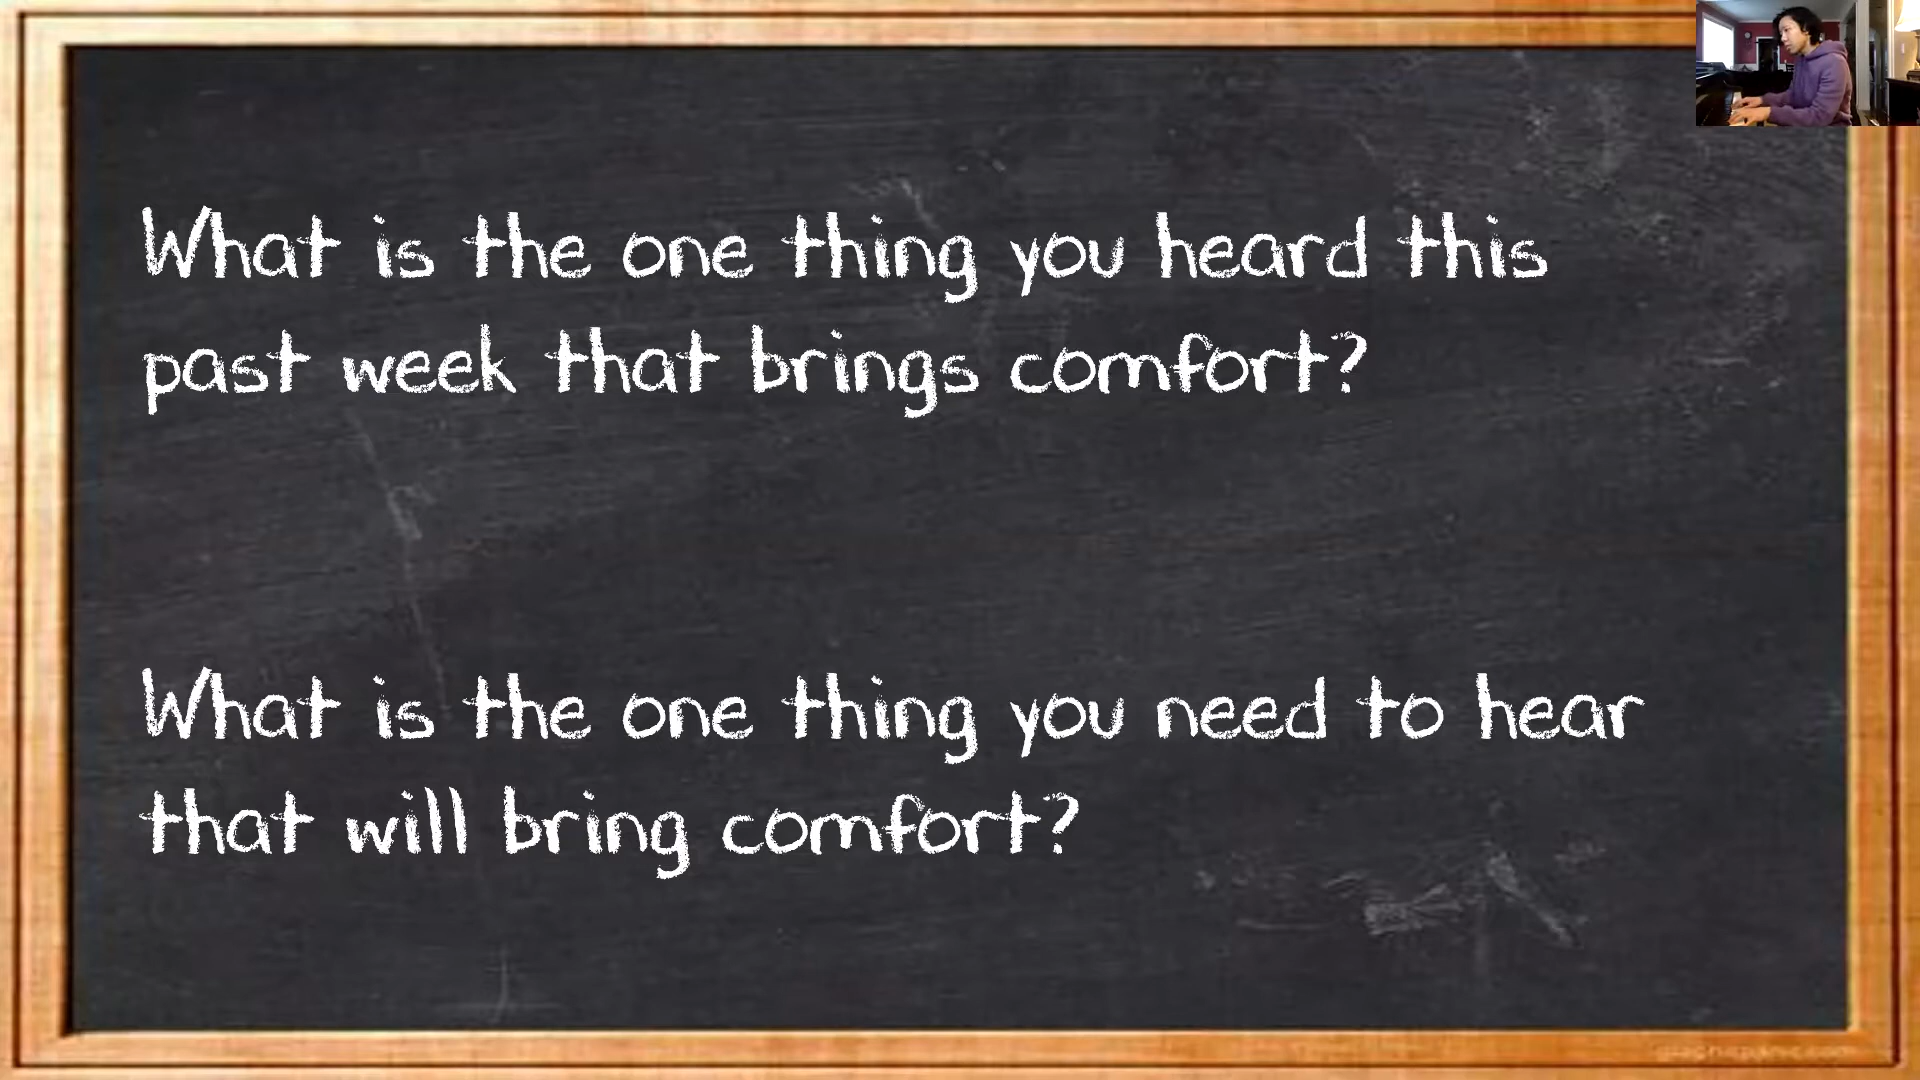 What is the one thing you heard this
past week that brings comfort?
What is the one thing you need to hear
that will bring comfort?